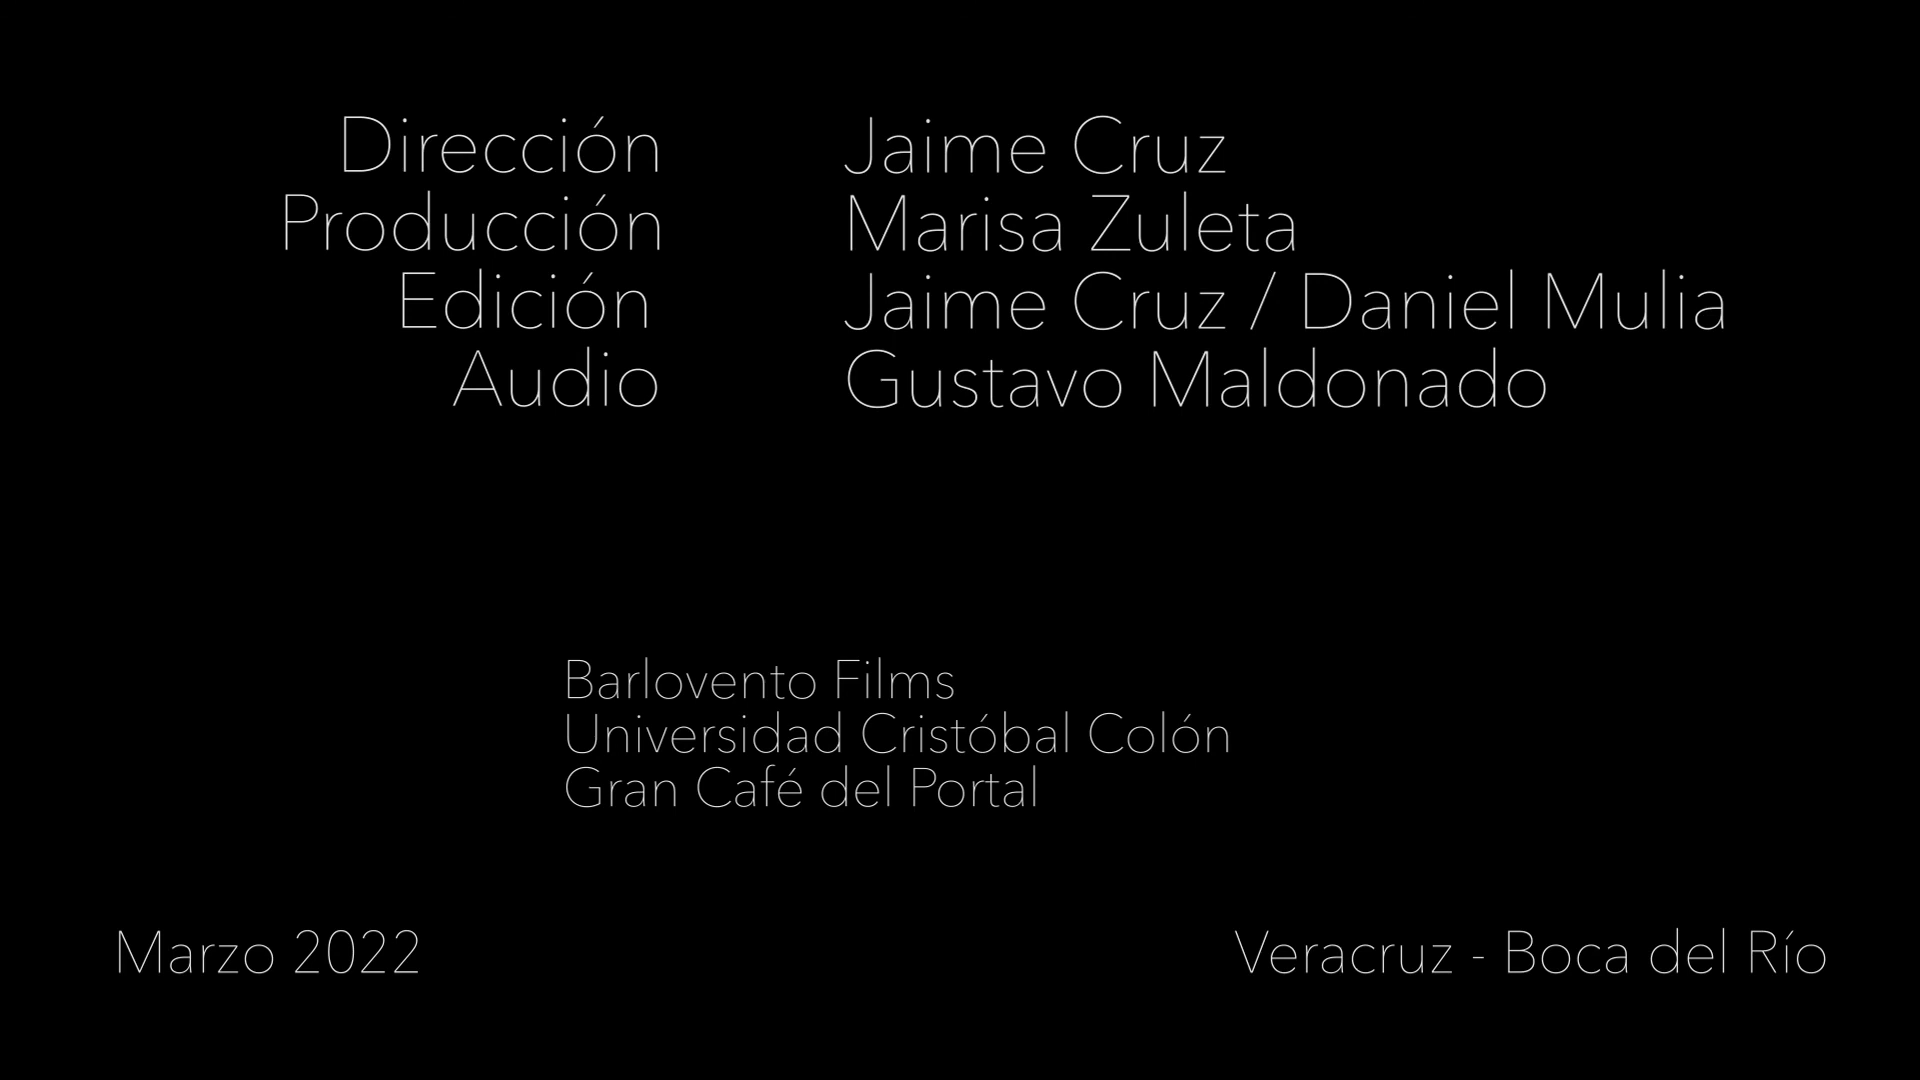 Dirección Jaime Cruz
Producción Marisa Zuleta
Edición Jaime Cruz / Daniel Mulia
Audio Gustavo Maldonado
Barlovento Films
Universidad Cristóbal Colón
Gran Café del Portal
Marzo 2022 Veracruz - Boca del Río